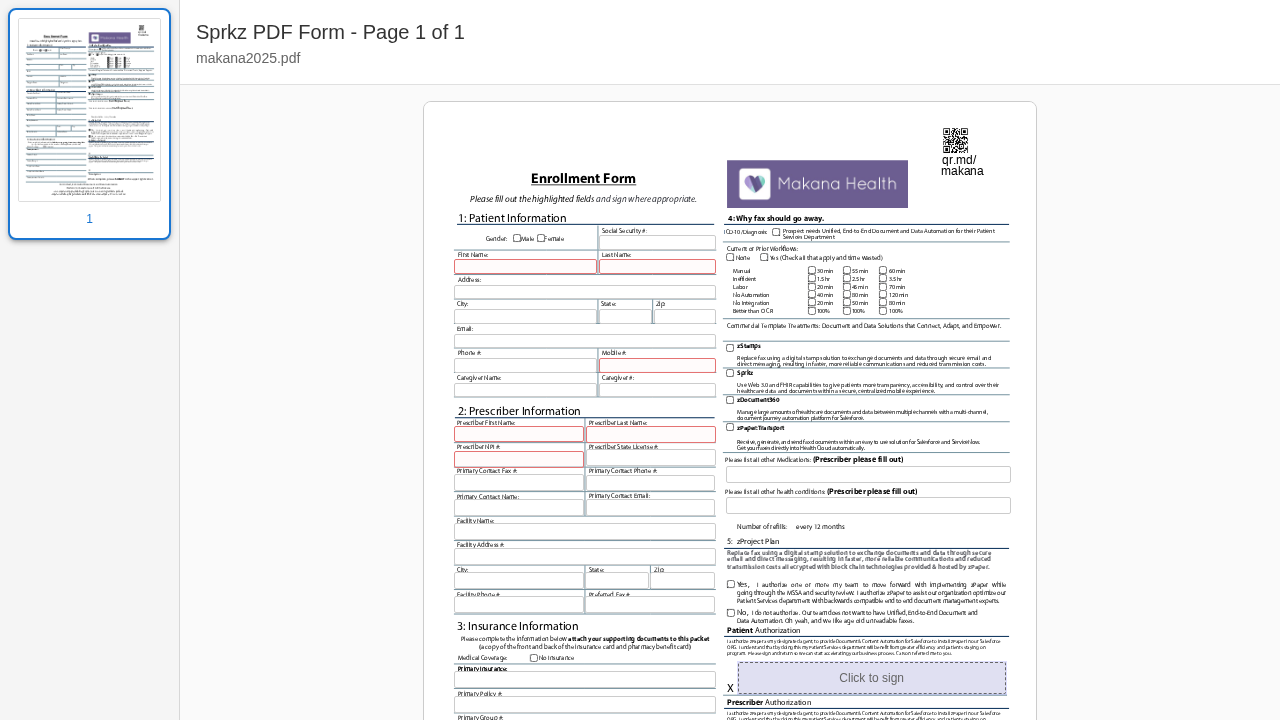 Sprkz PDF Form - Page 1 of 1
makana2025.pdf
1
qr.md/
makana
Makana Health
Enrollment Form
Please fill out the highlighted fields and sign where appropriate.
1: Patient Information
Gender: Male Female
Social Security #:
First Name:
Last Name:
Address:
City:
State:
Zip:
Email:
Phone #:
Mobile #:
Caregiver Name:
Caregiver #:
2: Prescriber Information
Prescriber First Name:
Prescriber Last Name:
Prescriber NPI #:
Prescriber State License#:
Primary Contact Fax #:
Primary Contact Phone #:
Primary Contact Name:
Primary Contact Email:
Facility Name:
Facility Address #:
City:
State:
Zip:
Facility Phone #:
Preferred Fax #:
3: Insurance Information
Please complete the information below attach your supporting documents to this packet
(a copy of the front and back of the insurance card and pharmacy benefit card)
Medical Coverage: No Insurance
Primary Insurance:
Primary Policy #:
Primary Group #:
4: Why fax should go away.
ICD-10/Diagnosis: Prospect needs Unified, End-to-End Document and Data Automation for their Patient
Services Department
Current or Prior Workflows:
None Yes (Check all that apply and time wasted)
Manual 30 min 55 min 60 min
Inefficient 1.5 hr 2.5 hr 3.5 hr
Labor 20 min 45 min 70 min
No Automation 40 min 80 min 120 min
No Integration 20 min 50 min 80 min
Better than OCR 100% 100% 100%
Commercial Template Treatments: Document and Data Solutions that Connect, Adapt, and Empower.
zStamps
Replace fax using a digital stamp solution to exchange documents and data through secure email and
direct messaging, resulting in faster, more reliable communications and reduced transmission costs.
Sprkz
Use Web 3.0 and FHIR capabilities to give patients more transparency, accessibility, and control over their
healthcare data and documents within a secure, centralized mobile experience.
zDocument360
Manage large amounts of healthcare documents and data between multiple channels with a multi-channel,
document journey automation platform for Salesforce.
zPaper:Transport
Receive, generate, and send fax documents within an easy to use solution for Salesforce and ServiceNow.
Get your faxes directly into Health Cloud automatically.
Please list all other Medications: (Prescriber please fill out)
Please list all other health conditions: (Prescriber please fill out)
Number of refills: every 12 months
5: zProject Plan
Replace fax using a digital stamp solution to exchange documents and data through secure
email and direct messaging, resulting in faster, more reliable communications and reduced
transmission costs all ecrypted with block chain technologies provided & hosted by zPaper.
Yes, I authorize one or more my team to move forward with implementing zPaper while
going through the MSSA and security review. I authorize zPaper to assist our organization optimize our
Patient Services department with backwards compatible end to end document management experts.
No, I do not authorize. Our team does not want to have Unified, End-to-End Document and
Data Automation. Oh yeah, and we like age old unreadable faxes.
Patient Authorization
X
Click to sign
Prescriber Authorization